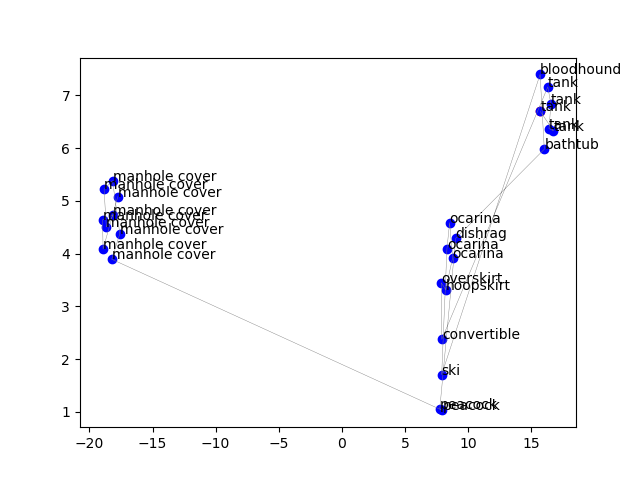 bloodhound
tank
tank
tank
tank
tank
bathtub
manhole cover
manhole cover
manhole cover
manhole cover
manhole cover
manhole cover
manhole cover
manhole cover
manhole cover
ocarina
dishrag
ocarina
ocarina
overskirt
hoopskirt
convertible
ski
peacock
peacock
7
6
5
4
3
2
1
−20
−15
−10
−5
0
5
10
15